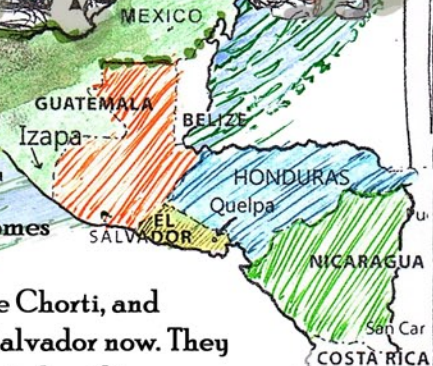 MEXICO
GUATEMALA
BELIZE
Izapa
HONDURAS
Quelpa
omes
EL
SALVADOR
NICARAGUA
e Chorti, and
San Car
alvador now. They
COSTA RICA